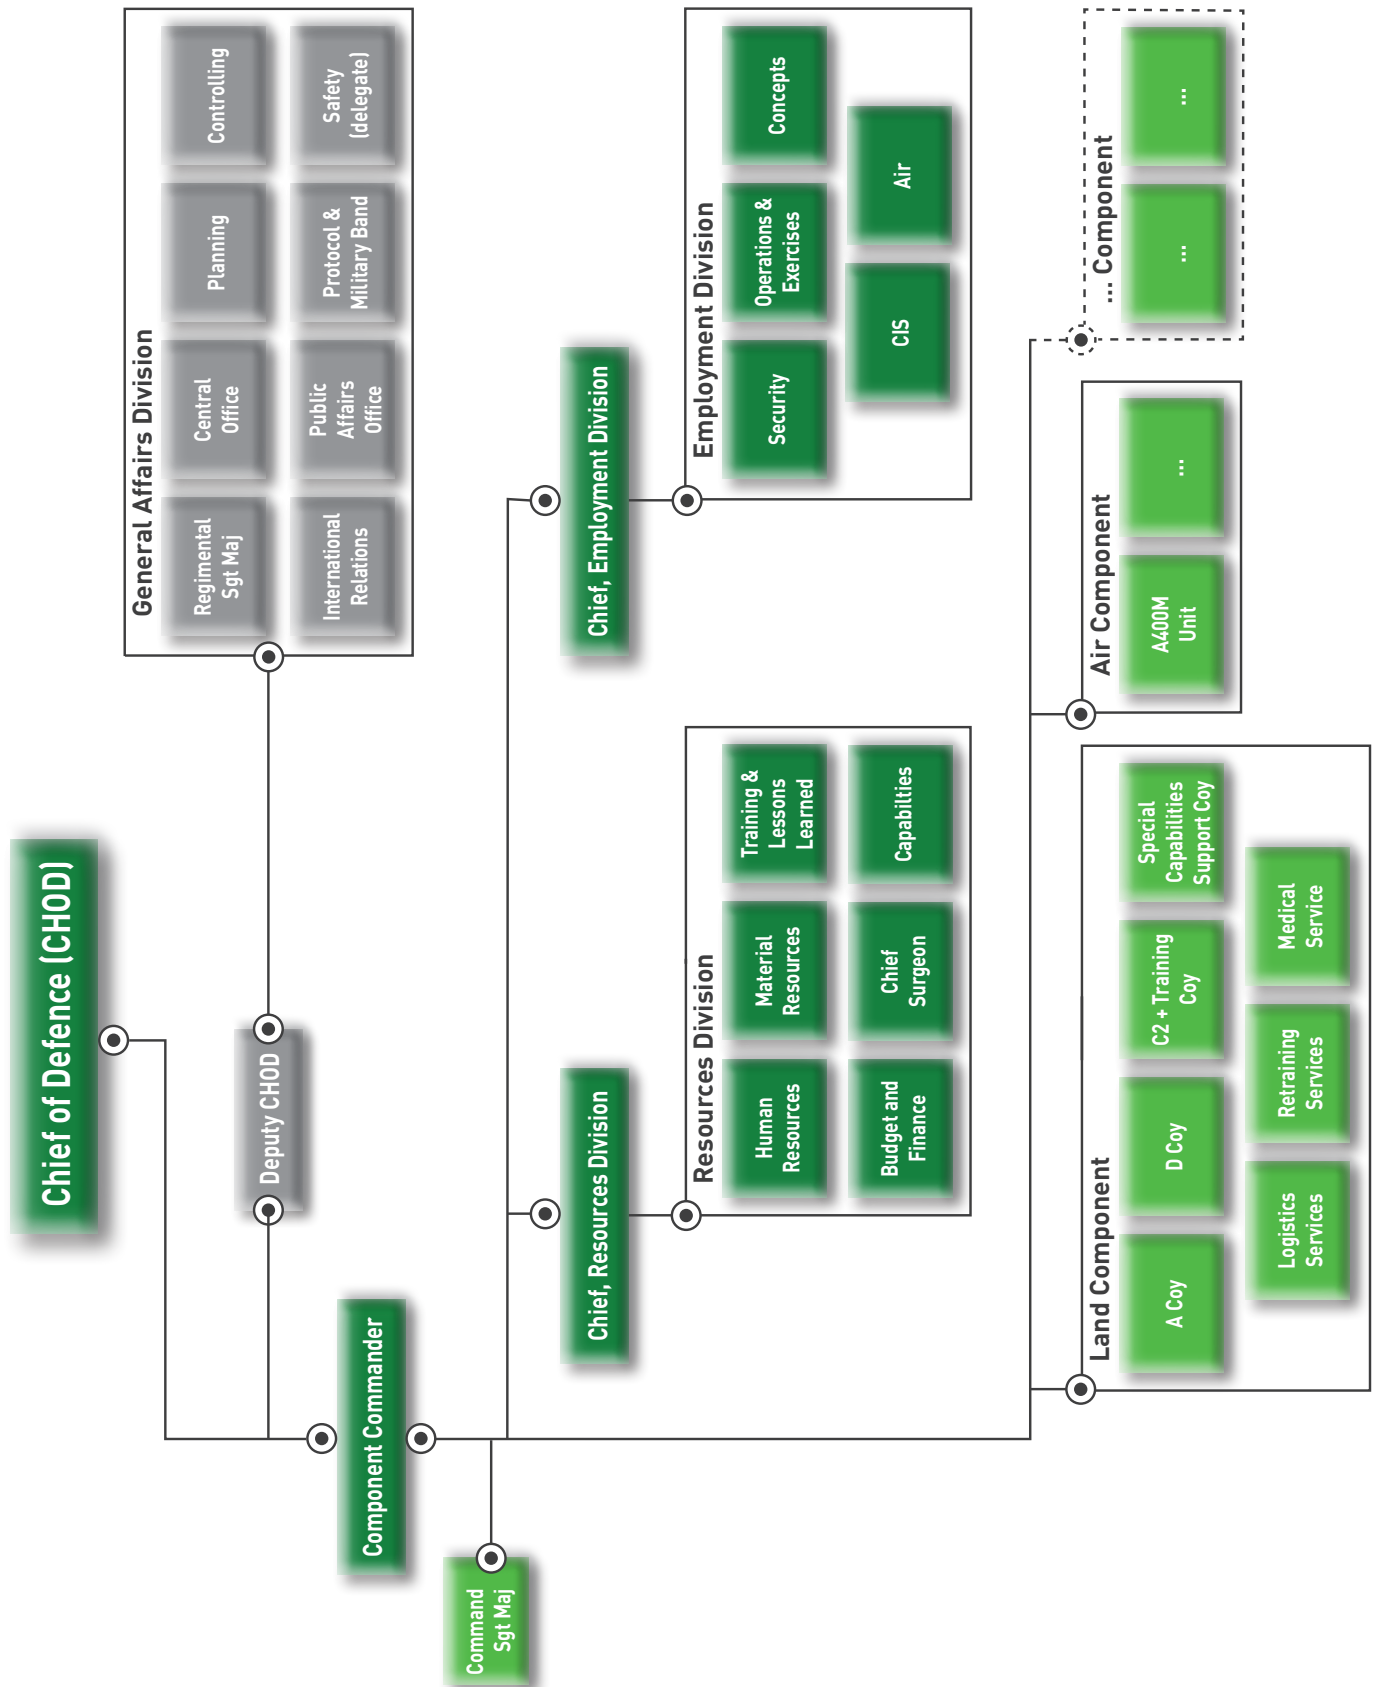 Chief of Defence (CHOD)
Deputy CHOD
General Affairs Division
Regimental
Sgt Maj
Central
Office
Planning
Controlling
International
Relations
Public
Affairs
Office
Protocol &
Military Band
Safety
(delegate)
Component Commander
Command
Sgt Maj
Chief, Resources Division
Chief, Employment Division
Resources Division
Human
Resources
Material
Resources
Training &
Lessons
Learned
Budget and
Finance
Chief
Surgeon
Capabilties
Employment Division
Security
Operations &
Exercises
Concepts
CIS
Air
Land Component
A Coy
D Coy
C2 + Training
Coy
Special
Capabilities
Support Coy
Logistics
Services
Retraining
Services
Medical
Service
Air Component
A400M
Unit
...
... Component
...
...